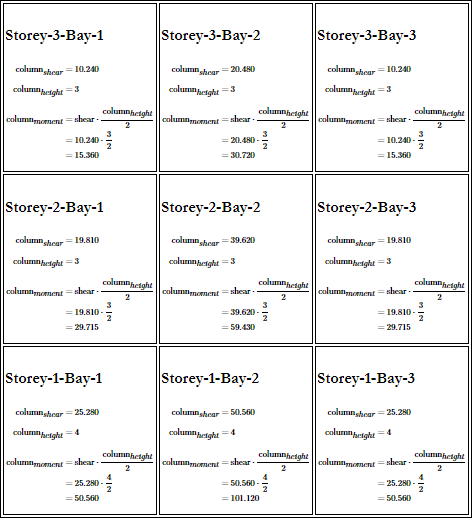 Storey-3-Bay-1
column_shear = 10.240
column_height = 3
column_moment = shear · column_height / 2
= 10.240 · 3/2
= 15.360
Storey-3-Bay-2
column_shear = 20.480
column_height = 3
column_moment = shear · column_height / 2
= 20.480 · 3/2
= 30.720
Storey-3-Bay-3
column_shear = 10.240
column_height = 3
column_moment = shear · column_height / 2
= 10.240 · 3/2
= 15.360
Storey-2-Bay-1
column_shear = 19.810
column_height = 3
column_moment = shear · column_height / 2
= 19.810 · 3/2
= 29.715
Storey-2-Bay-2
column_shear = 39.620
column_height = 3
column_moment = shear · column_height / 2
= 39.620 · 3/2
= 59.430
Storey-2-Bay-3
column_shear = 19.810
column_height = 3
column_moment = shear · column_height / 2
= 19.810 · 3/2
= 29.715
Storey-1-Bay-1
column_shear = 25.280
column_height = 4
column_moment = shear · column_height / 2
= 25.280 · 4/2
= 50.560
Storey-1-Bay-2
column_shear = 50.560
column_height = 4
column_moment = shear · column_height / 2
= 50.560 · 4/2
= 101.120
Storey-1-Bay-3
column_shear = 25.280
column_height = 4
column_moment = shear · column_height / 2
= 25.280 · 4/2
= 50.560